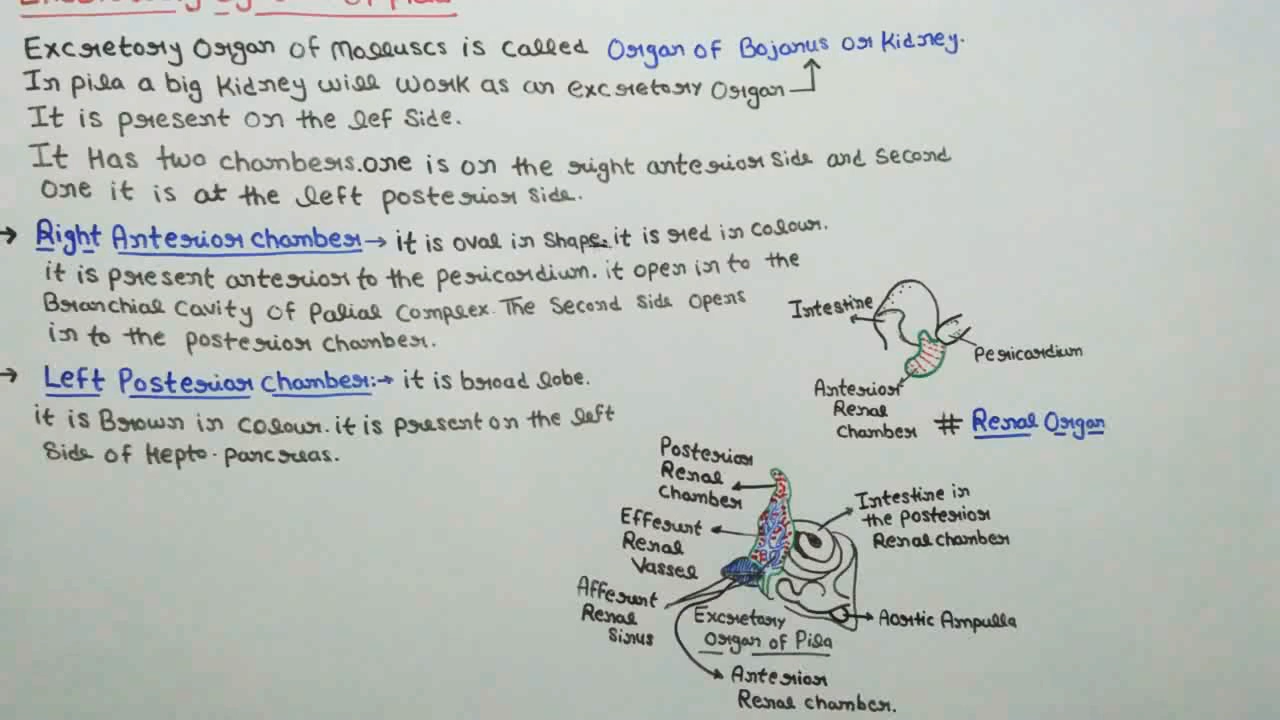 Excretory Organ of Molluscs is called Organ of Bojanus or Kidney.
In pila a big Kidney will work as an excretory Organ
It is present on the lef Side.
It Has two chambers. one is on the right anterior Side and Second
one it is at the left posterior Side.
→ Right Anterior chamber → it is oval in Shape. it is red in colour.
it is present anterior to the pericardium. it open in to the
Branchial Cavity of Palial Complex. The Second Side opens
in to the posterior chamber.
→ Left Posterior chamber:→ it is broad lobe.
it is Brown in colour. it is present on the left
Side of Hepto-pancreas.
Intestine
Pericardium
Anterior
Renal
Chamber
# Renal Organ
Posterior
Renal
chamber
Efferunt
Renal
Vassel
Afferunt
Renal
Sinus
Intestine in
the posterior
Renal chamber
Aortic Ampulla
Excretory
Organ of Pila
Anterior
Renal chamber.